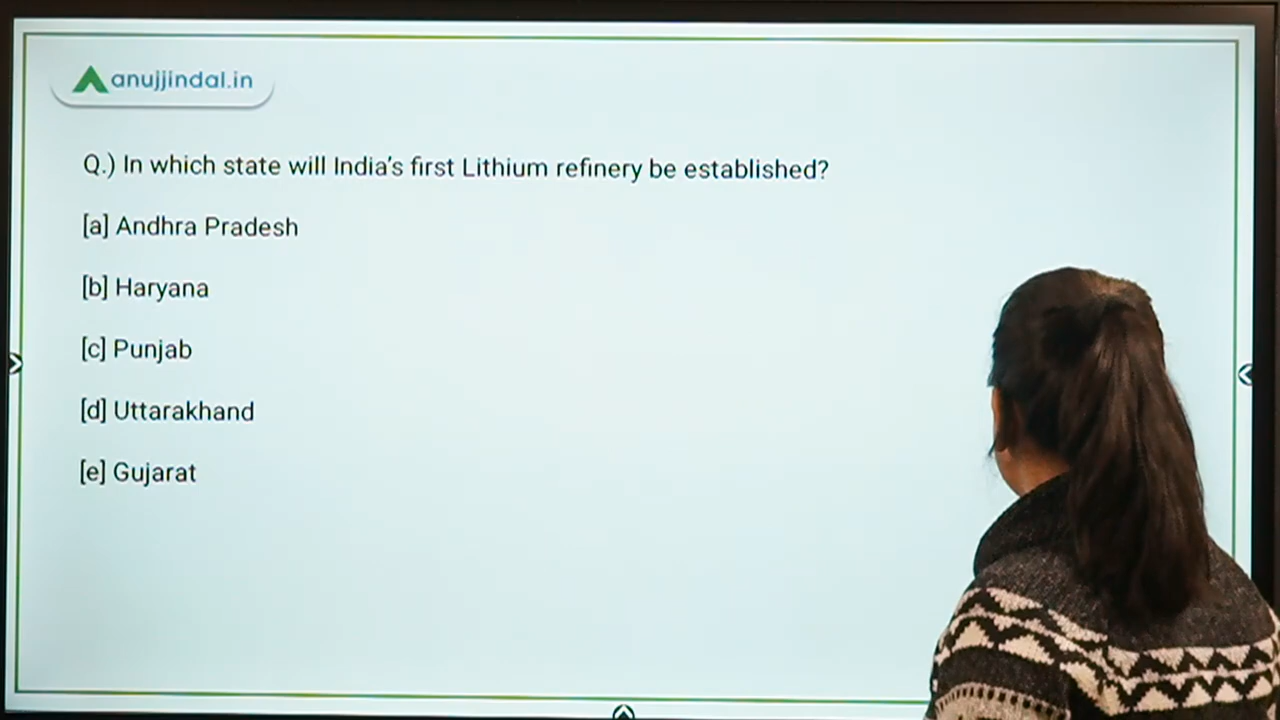 anujjindal.in
Q.) In which state will India's first Lithium refinery be established?
[a] Andhra Pradesh
[b] Haryana
[c] Punjab
[d] Uttarakhand
[e] Gujarat